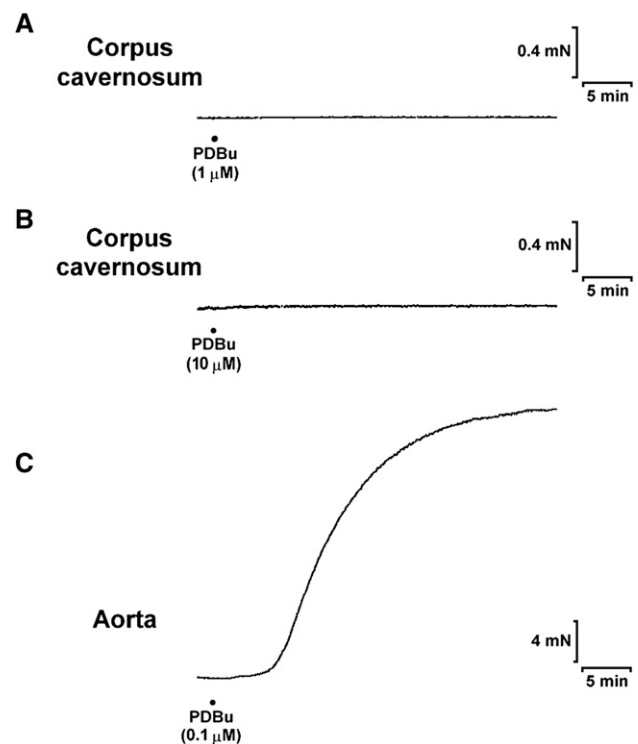 A
Corpus
cavernosum
0.4 mN
5 min
PDBu
(1 μM)
B
Corpus
cavernosum
0.4 mN
5 min
PDBu
(10 μM)
C
Aorta
4 mN
5 min
PDBu
(0.1 μM)